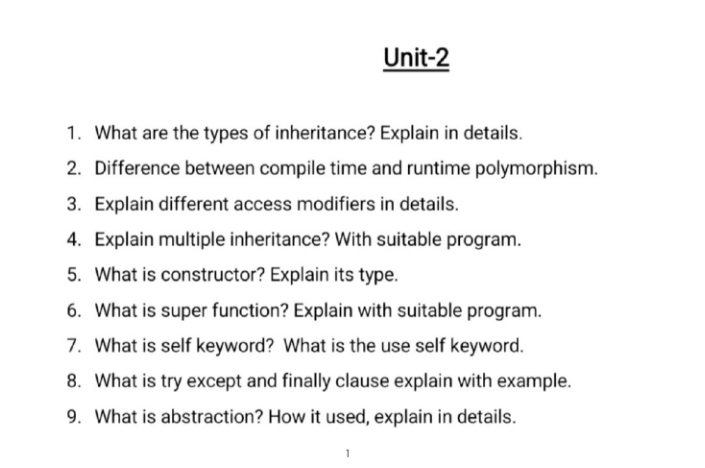 Unit-2
1. What are the types of inheritance? Explain in details.
2. Difference between compile time and runtime polymorphism.
3. Explain different access modifiers in details.
4. Explain multiple inheritance? With suitable program.
5. What is constructor? Explain its type.
6. What is super function? Explain with suitable program.
7. What is self keyword? What is the use self keyword.
8. What is try except and finally clause explain with example.
9. What is abstraction? How it used, explain in details.
1